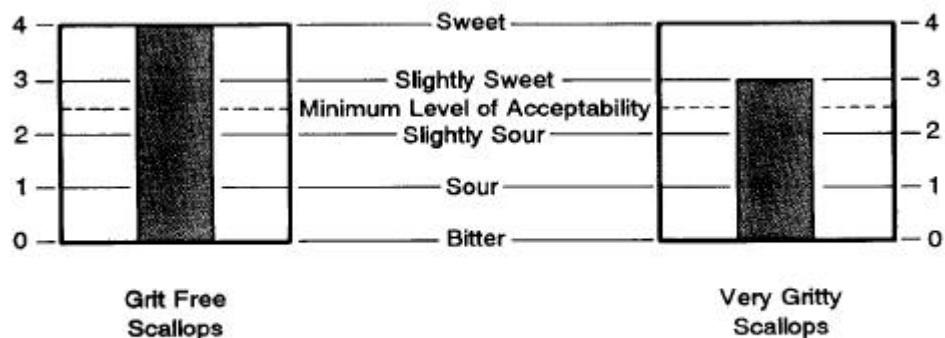 4 Sweet 4
3 Slightly Sweet 3
Minimum Level of Acceptability
2 Slightly Sour 2
1 Sour 1
0 Bitter 0
Grit Free Very Gritty
Scallops Scallops